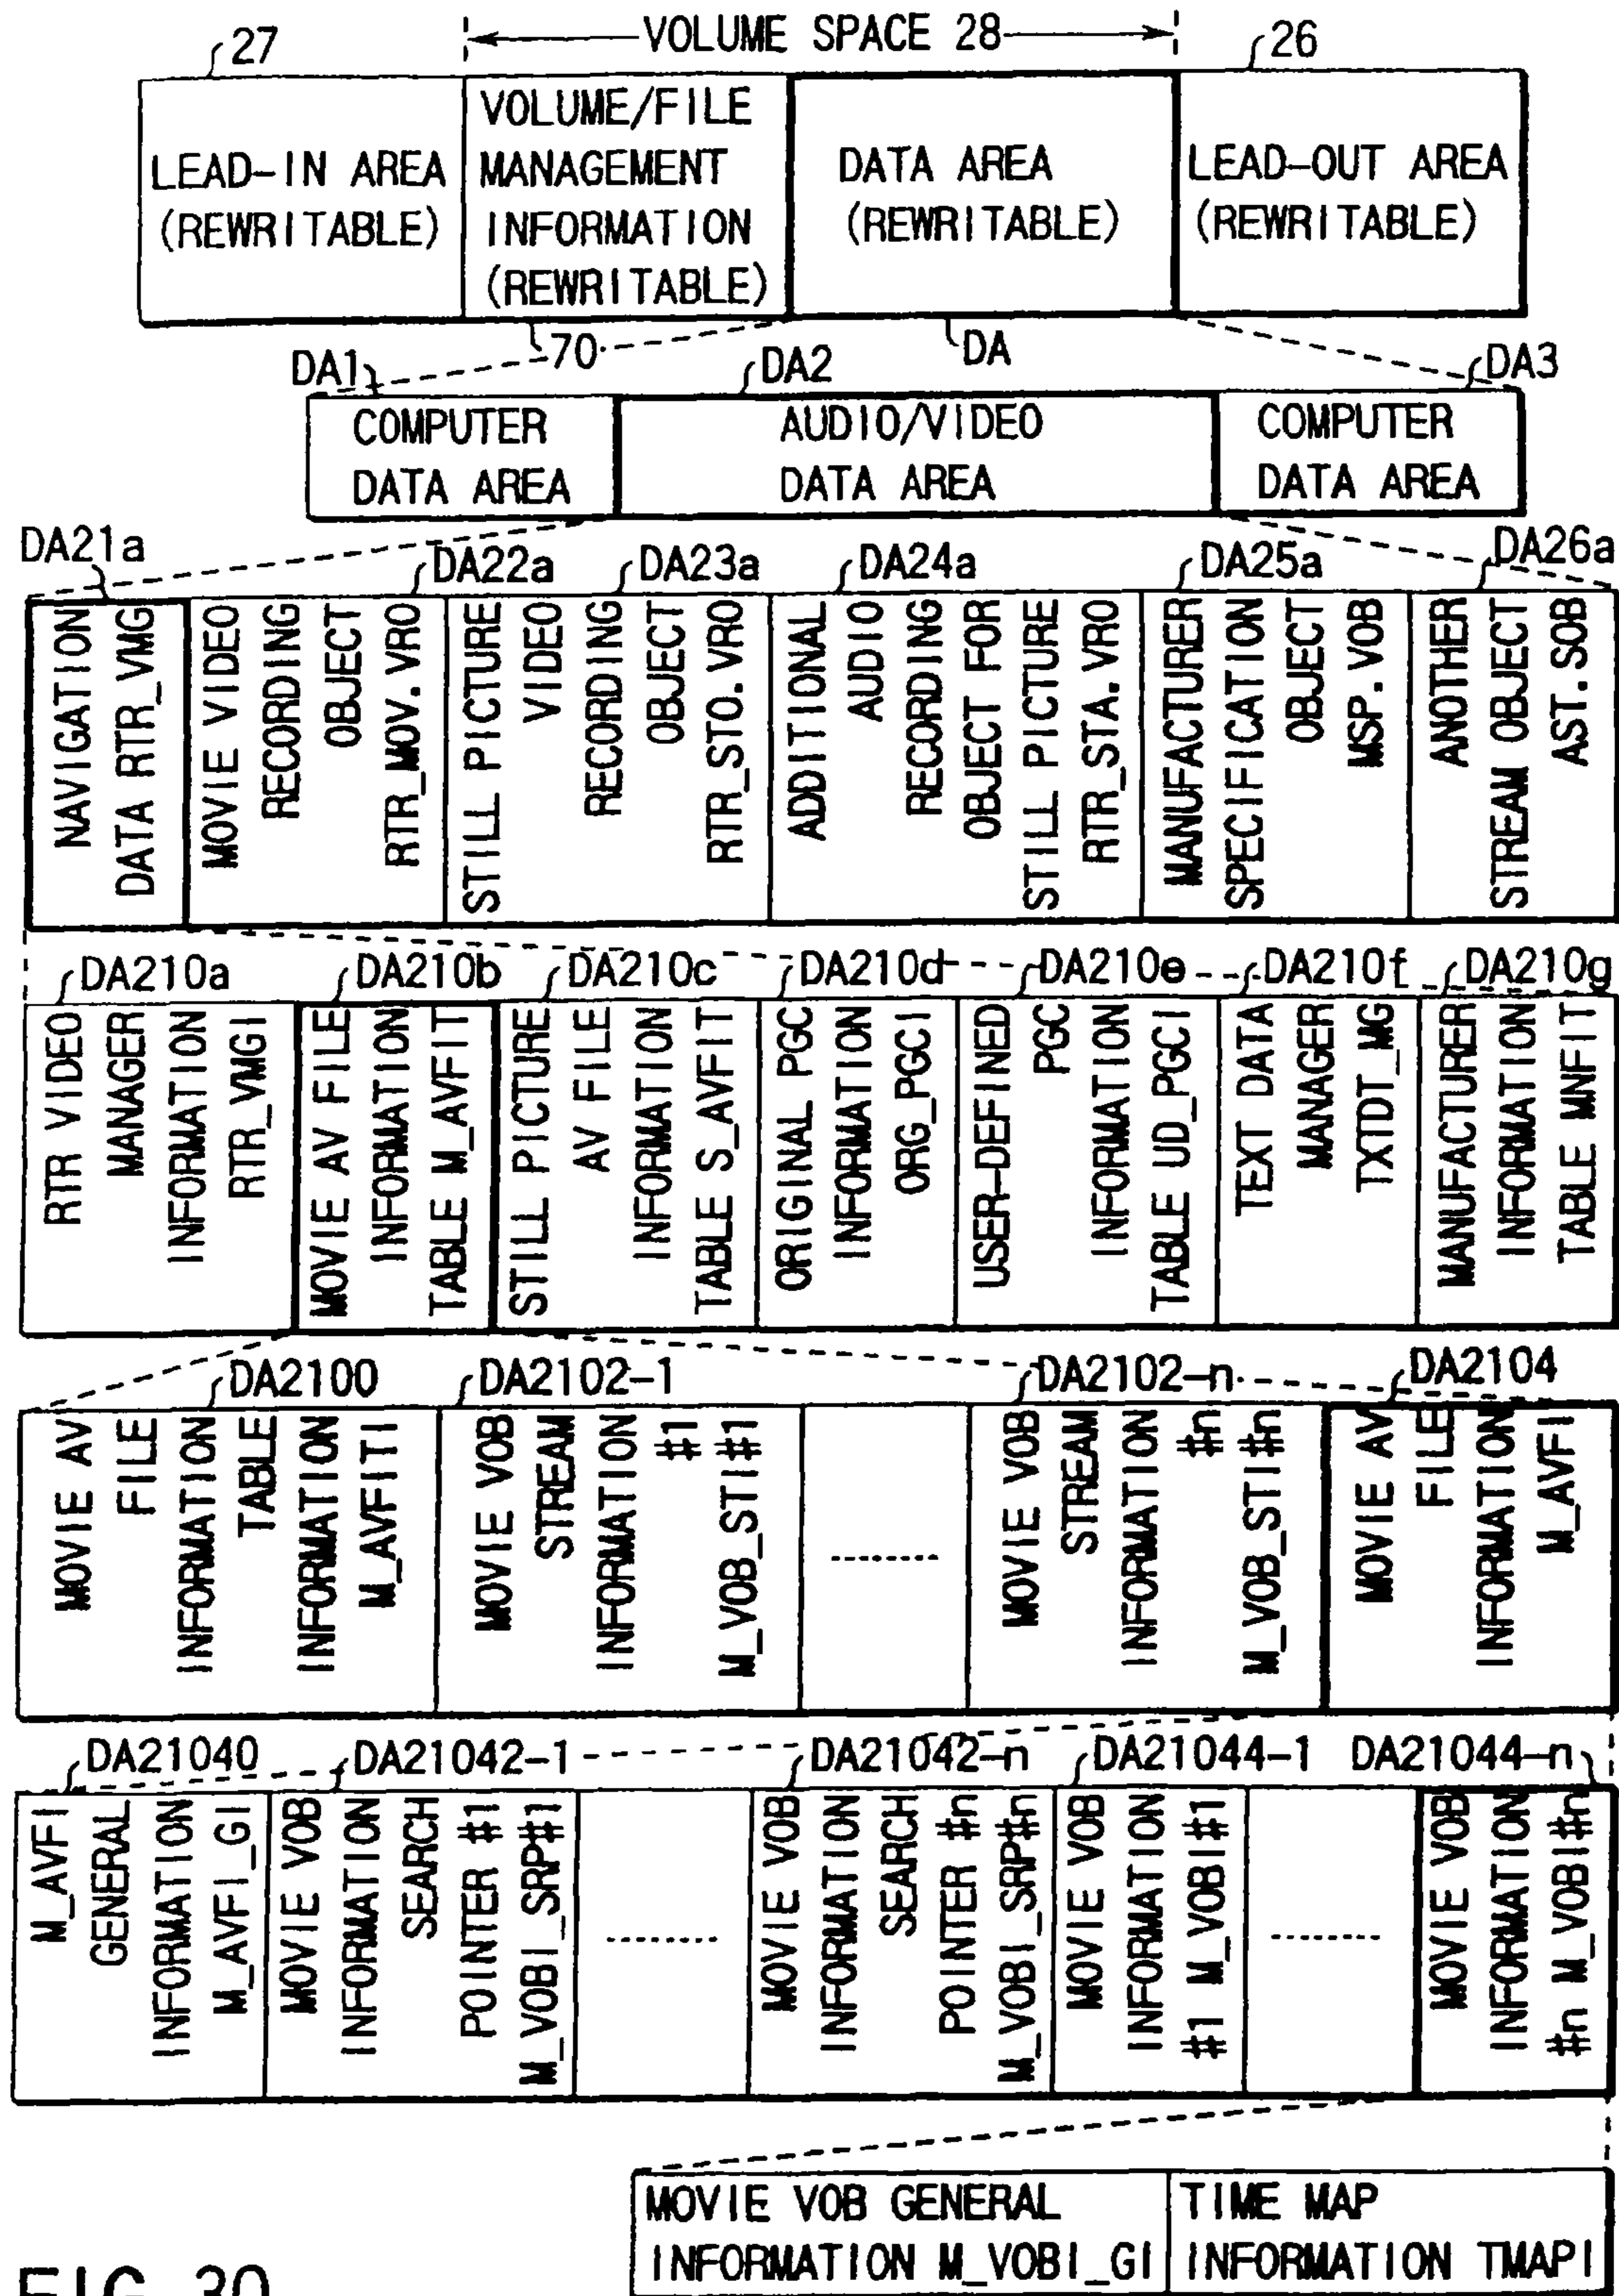 27
VOLUME SPACE 28
26
LEAD-IN AREA
(REWRITABLE)
VOLUME/FILE
MANAGEMENT
INFORMATION
(REWRITABLE)
DATA AREA
(REWRITABLE)
LEAD-OUT AREA
(REWRITABLE)
70
DA
DA1
DA2
DA3
COMPUTER
DATA AREA
AUDIO/VIDEO
DATA AREA
COMPUTER
DATA AREA
DA21a
DA22a
DA23a
DA24a
DA25a
DA26a
NAVIGATION
DATA RTR_VMG
MOVIE VIDEO
RECORDING
OBJECT
RTR_MOV.VRO
STILL PICTURE
VIDEO
RECORDING
OBJECT
RTR_STO.VRO
ADDITIONAL
AUDIO
RECORDING
OBJECT FOR
STILL PICTURE
RTR_STA.VRO
MANUFACTURER
SPECIFICATION
OBJECT
MSP.VOB
ANOTHER
STREAM OBJECT
AST.SOB
DA210a
DA210b
DA210c
DA210d
DA210e
DA210f
DA210g
RTR VIDEO
MANAGER
INFORMATION
RTR_VMGI
MOVIE AV FILE
INFORMATION
TABLE M_AVFIT
STILL PICTURE
AV FILE
INFORMATION
TABLE S_AVFIT
ORIGINAL PGC
INFORMATION
ORG_PGCI
USER-DEFINED
PGC
INFORMATION
TABLE UD_PGCI
TEXT DATA
MANAGER
TXTDT_MG
MANUFACTURER
INFORMATION
TABLE MNFIT
DA2100
DA2102-1
DA2102-n
DA2104
MOVIE AV
FILE
INFORMATION
TABLE
INFORMATION
M_AVFITI
MOVIE VOB
STREAM
INFORMATION
#1
M_VOB_STI#1
MOVIE VOB
STREAM
INFORMATION
#n
M_VOB_STI#n
MOVIE AV
FILE
INFORMATION
M_AVFI
DA21040
DA21042-1
DA21042-n
DA21044-1
DA21044-n
M_AVFI
GENERAL
INFORMATION
M_AVFI_GI
MOVIE VOB
INFORMATION
SEARCH
POINTER #1
M_VOBI_SRP#1
MOVIE VOB
INFORMATION
SEARCH
POINTER #n
M_VOBI_SRP#n
MOVIE VOB
INFORMATION
#1 M_VOBI#1
MOVIE VOB
INFORMATION
#n M_VOBI#n
MOVIE VOB GENERAL
INFORMATION M_VOBI_GI
TIME MAP
INFORMATION TMAPI
FIG. 30